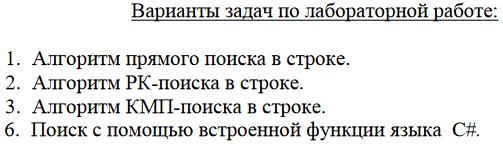 Варианты задач по лабораторной работе:
1. Алгоритм прямого поиска в строке.
2. Алгоритм РК-поиска в строке.
3. Алгоритм КМП-поиска в строке.
6. Поиск с помощью встроенной функции языка C#.